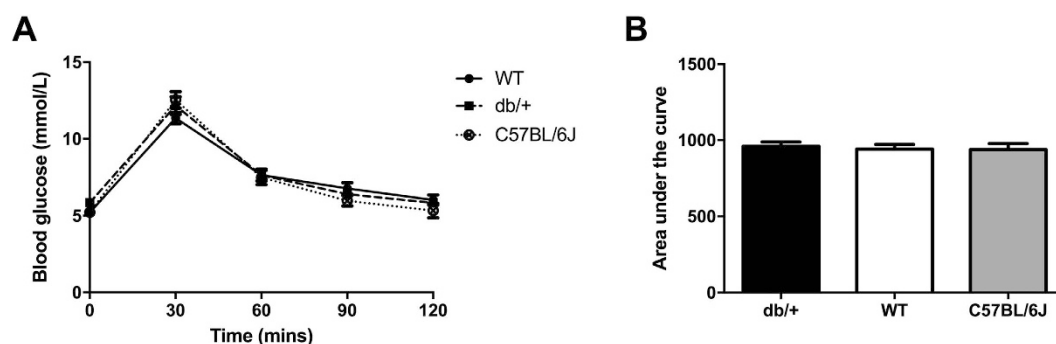 A
Blood glucose (mmol/L)
15
10
5
0
0 30 60 90 120
Time (mins)
WT
db/+
C57BL/6J
B
Area under the curve
1500
1000
500
0
db/+ WT C57BL/6J